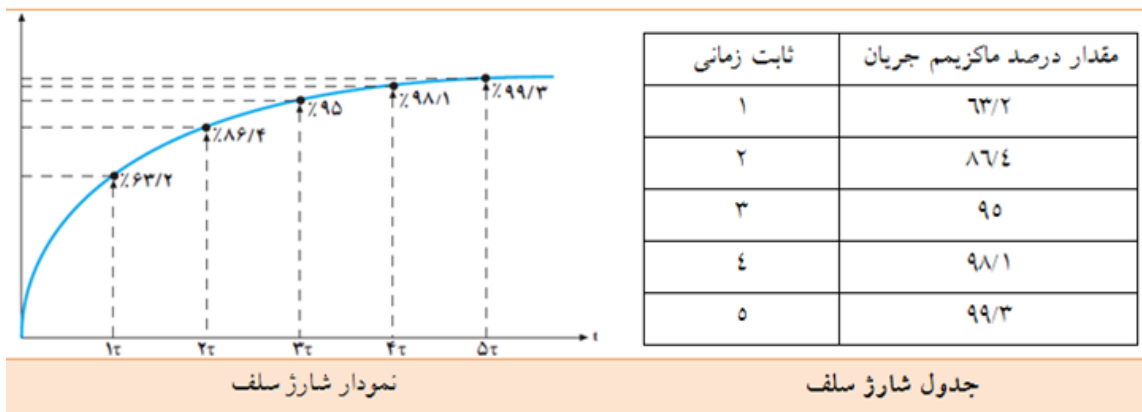 ثابت زمانی	مقدار درصد ماکزیمم جریان
۱	۶۳/۲
۲	۸۶/٤
۳	۹۵
٤	۹۸/۱
٥	۹۹/۳
جدول شارژ سلف
٪۹۹/۳
٪۹۸/۱
٪۹۵
٪۸۶/۴
٪۶۳/۲
۱τ ۲τ ۳τ ۴τ ۵τ t
نمودار شارژ سلف